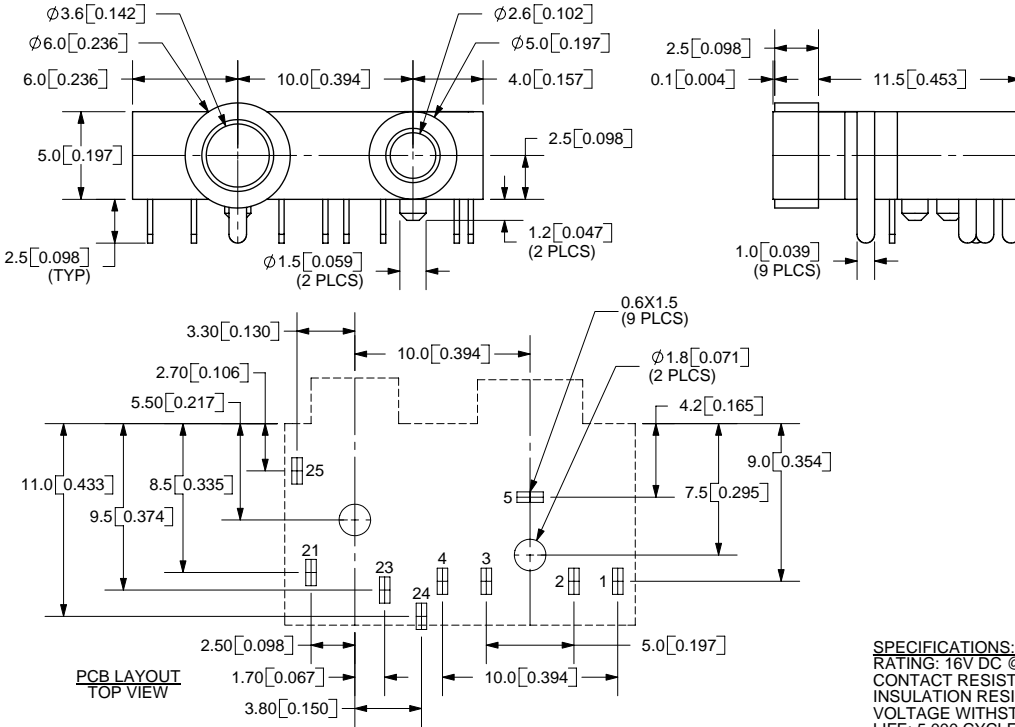 Ø3.6[0.142]
Ø2.6[0.102]
Ø6.0[0.236]
Ø5.0[0.197]
2.5[0.098]
6.0[0.236]
10.0[0.394]
4.0[0.157]
0.1[0.004]
11.5[0.453]
2.5[0.098]
5.0[0.197]
1.2[0.047]
(2 PLCS)
2.5[0.098]
(TYP)
Ø1.5[0.059]
(2 PLCS)
1.0[0.039]
(9 PLCS)
0.6X1.5
(9 PLCS)
3.30[0.130]
10.0[0.394]
Ø1.8[0.071]
(2 PLCS)
2.70[0.106]
5.50[0.217]
4.2[0.165]
9.0[0.354]
25
11.0[0.433]
8.5[0.335]
7.5[0.295]
5
9.5[0.374]
21
23
4
3
2
1
24
2.50[0.098]
5.0[0.197]
1.70[0.067]
10.0[0.394]
PCB LAYOUT
TOP VIEW
3.80[0.150]
SPECIFICATIONS:
RATING: 16V DC
CONTACT RESIST
INSULATION RESI